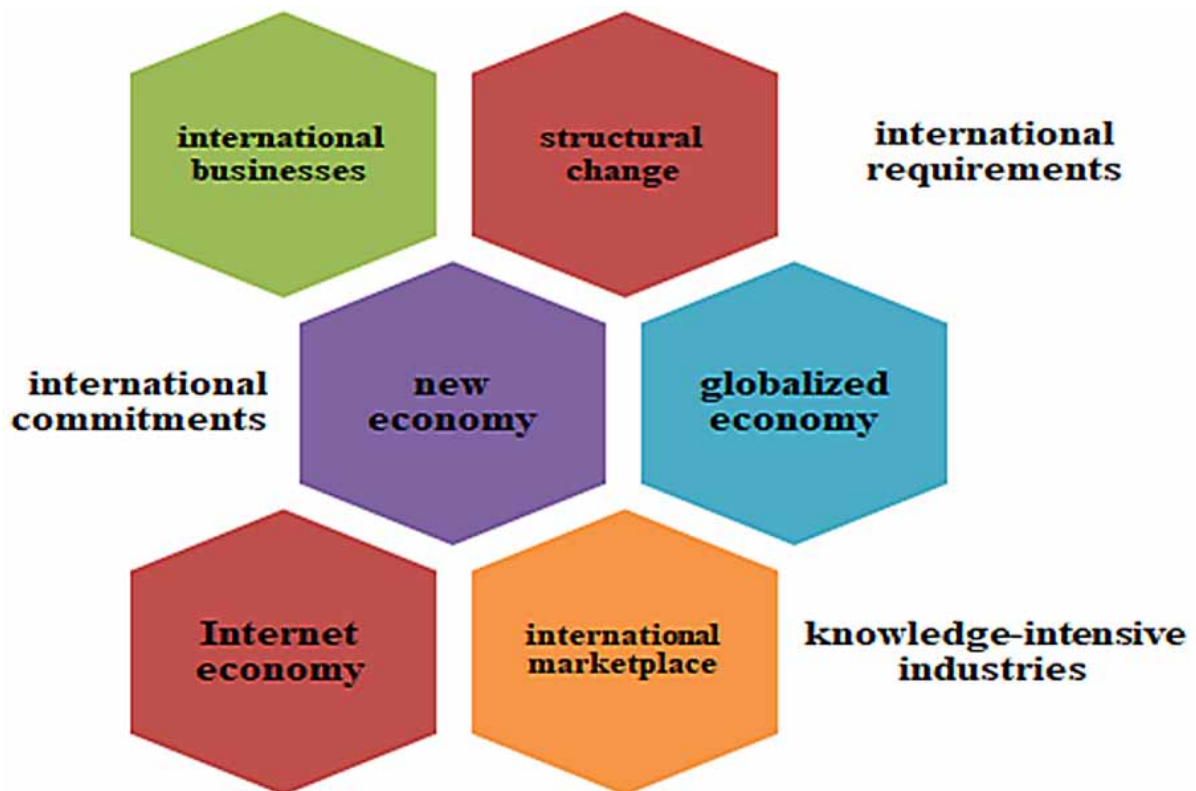 international
businesses
structural
change
international
requirements
international
commitments
new
economy
globalized
economy
Internet
economy
international
marketplace
knowledge-intensive
industries